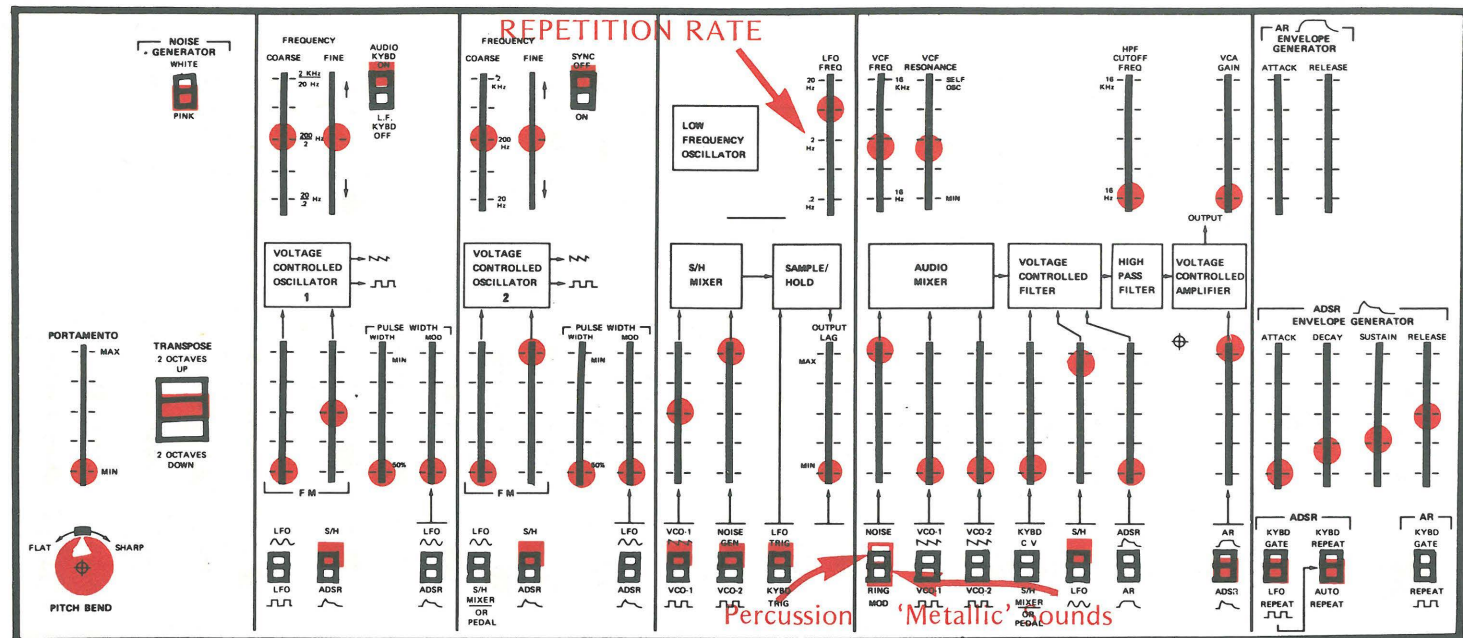 REPETITION RATE
NOISE
GENERATOR
WHITE
PINK
PORTAMENTO
MAX
MIN
TRANSPOSE
2 OCTAVES
UP
2 OCTAVES
DOWN
FLAT
SHARP
PITCH BEND
FREQUENCY
COARSE
FINE
2 KHz
20 Hz
200 Hz
2
20 Hz
.2
AUDIO
KYBD
ON
L.F.
KYBD
OFF
VOLTAGE
CONTROLLED
OSCILLATOR
1
PULSE WIDTH
WIDTH
MOD
MIN
50%
FM
LFO
S/H
LFO
LFO
ADSR
ADSR
FREQUENCY
COARSE
FINE
2
KHz
200
Hz
20
Hz
SYNC
OFF
ON
VOLTAGE
CONTROLLED
OSCILLATOR
2
PULSE WIDTH
WIDTH
MOD
MIN
50%
FM
LFO
S/H
LFO
S/H
MIXER
OR
PEDAL
ADSR
ADSR
LFO
FREQ
20
Hz
2
Hz
.2
Hz
LOW
FREQUENCY
OSCILLATOR
S/H
MIXER
SAMPLE/
HOLD
OUTPUT
LAG
MAX
MIN
VCO-1
NOISE
GEN
LFO
TRIG
VCO-1
VCO-2
KYBD
TRIG
VCF
FREQ
VCF
RESONANCE
16
KHz
SELF
OSC
16
Hz
MIN
HPF
CUTOFF
FREQ
16
KHz
16
Hz
VCA
GAIN
OUTPUT
AUDIO
MIXER
VOLTAGE
CONTROLLED
FILTER
HIGH
PASS
FILTER
VOLTAGE
CONTROLLED
AMPLIFIER
NOISE
VCO-1
VCO-2
KYBD
C V
S/H
ADSR
AR
RING
MOD
VCO-1
VCO-2
S/H
MIXER
OR
PEDAL
LFO
AR
ADSR
AR
ENVELOPE
GENERATOR
ATTACK
RELEASE
ADSR
ENVELOPE GENERATOR
ATTACK
DECAY
SUSTAIN
RELEASE
ADSR
KYBD
GATE
KYBD
REPEAT
LFO
REPEAT
AUTO
REPEAT
AR
KYBD
GATE
REPEAT
Percussion
'Metallic' Sounds